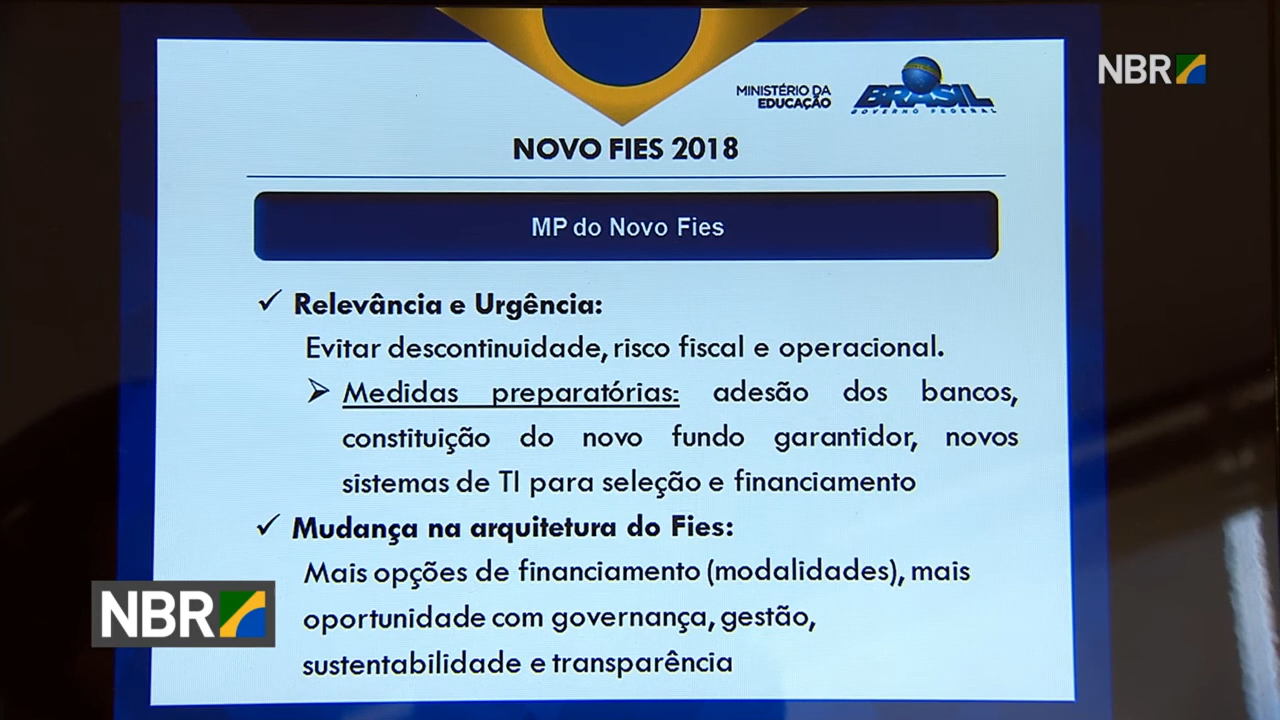 NBR
MINISTÉRIO DA
EDUCAÇÃO
BRASIL
GOVERNO FEDERAL
NOVO FIES 2018
MP do Novo Fies
✓ Relevância e Urgência:
Evitar descontinuidade, risco fiscal e operacional.
➢ Medidas preparatórias: adesão dos bancos,
constituição do novo fundo garantidor, novos
sistemas de TI para seleção e financiamento
✓ Mudança na arquitetura do Fies:
Mais opções de financiamento (modalidades), mais
oportunidade com governança, gestão,
sustentabilidade e transparência
NBR